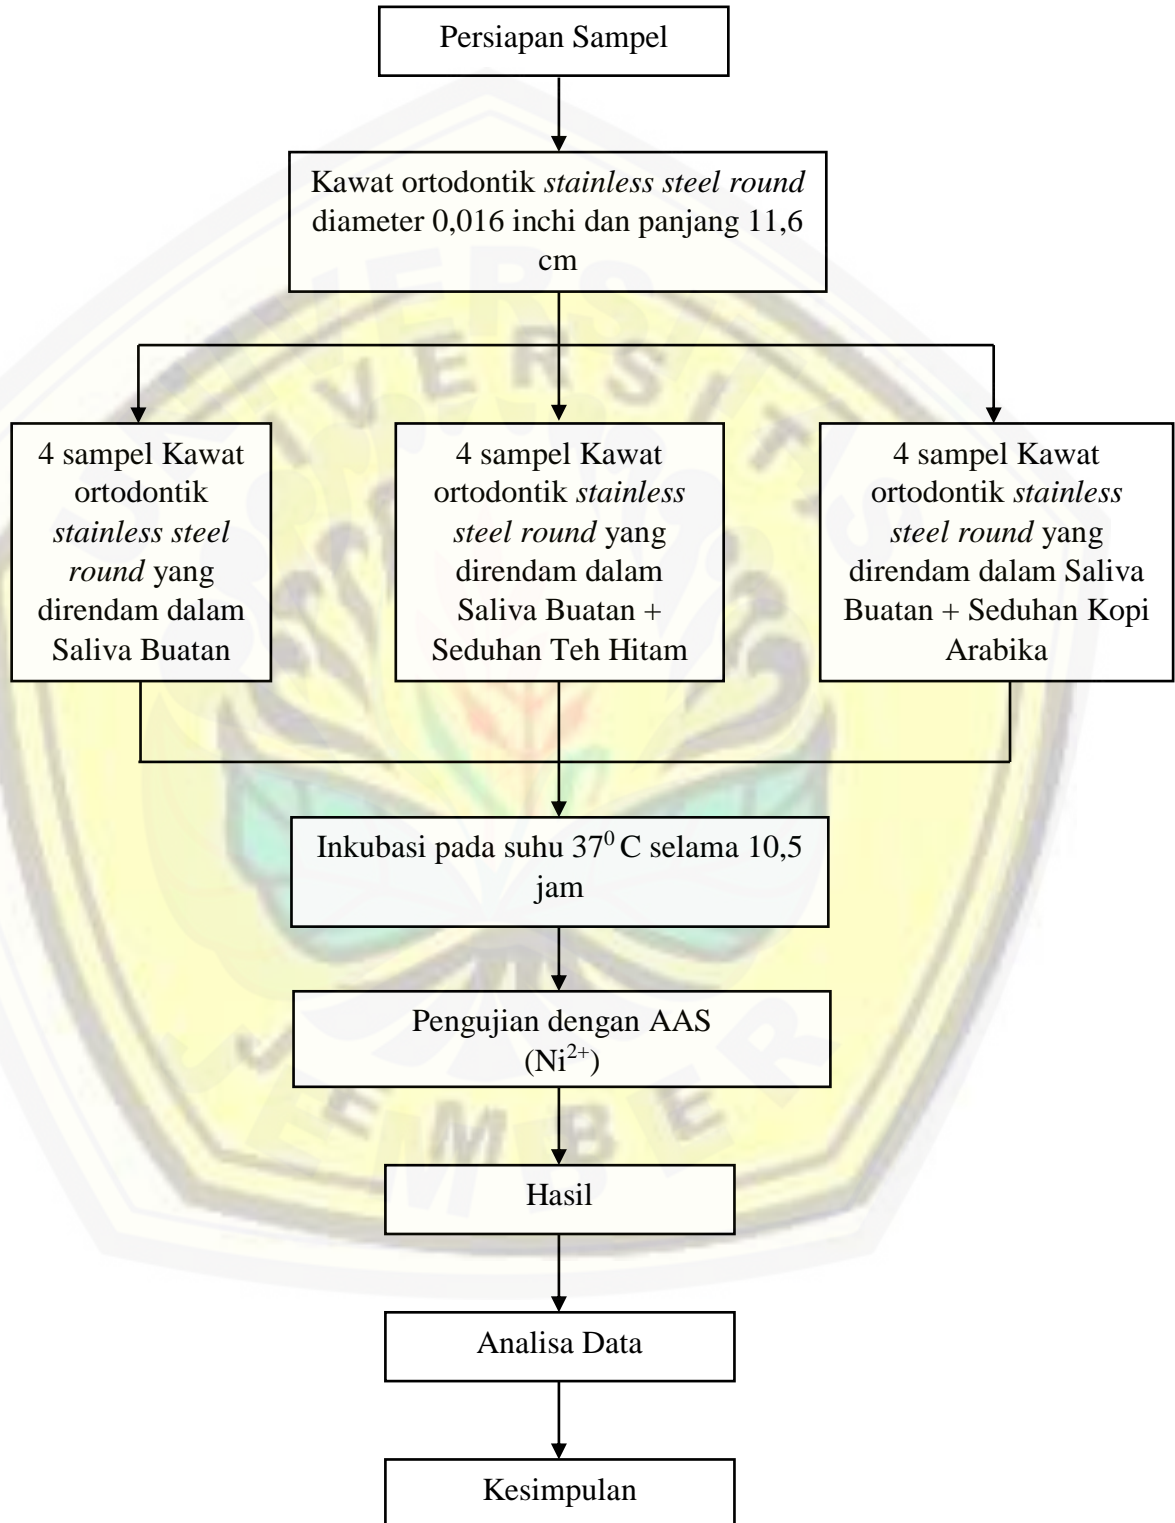 Persiapan Sampel
Kawat ortodontik stainless steel round
diameter 0,016 inchi dan panjang 11,6
cm
4 sampel Kawat
ortodontik
stainless steel
round yang
direndam dalam
Saliva Buatan
4 sampel Kawat
ortodontik stainless
steel round yang
direndam dalam
Saliva Buatan +
Seduhan Teh Hitam
4 sampel Kawat
ortodontik stainless
steel round yang
direndam dalam Saliva
Buatan + Seduhan Kopi
Arabika
Inkubasi pada suhu 37⁰ C selama 10,5
jam
Pengujian dengan AAS
(Ni²⁺)
Hasil
Analisa Data
Kesimpulan
UNIVERSITAS
JEMBER